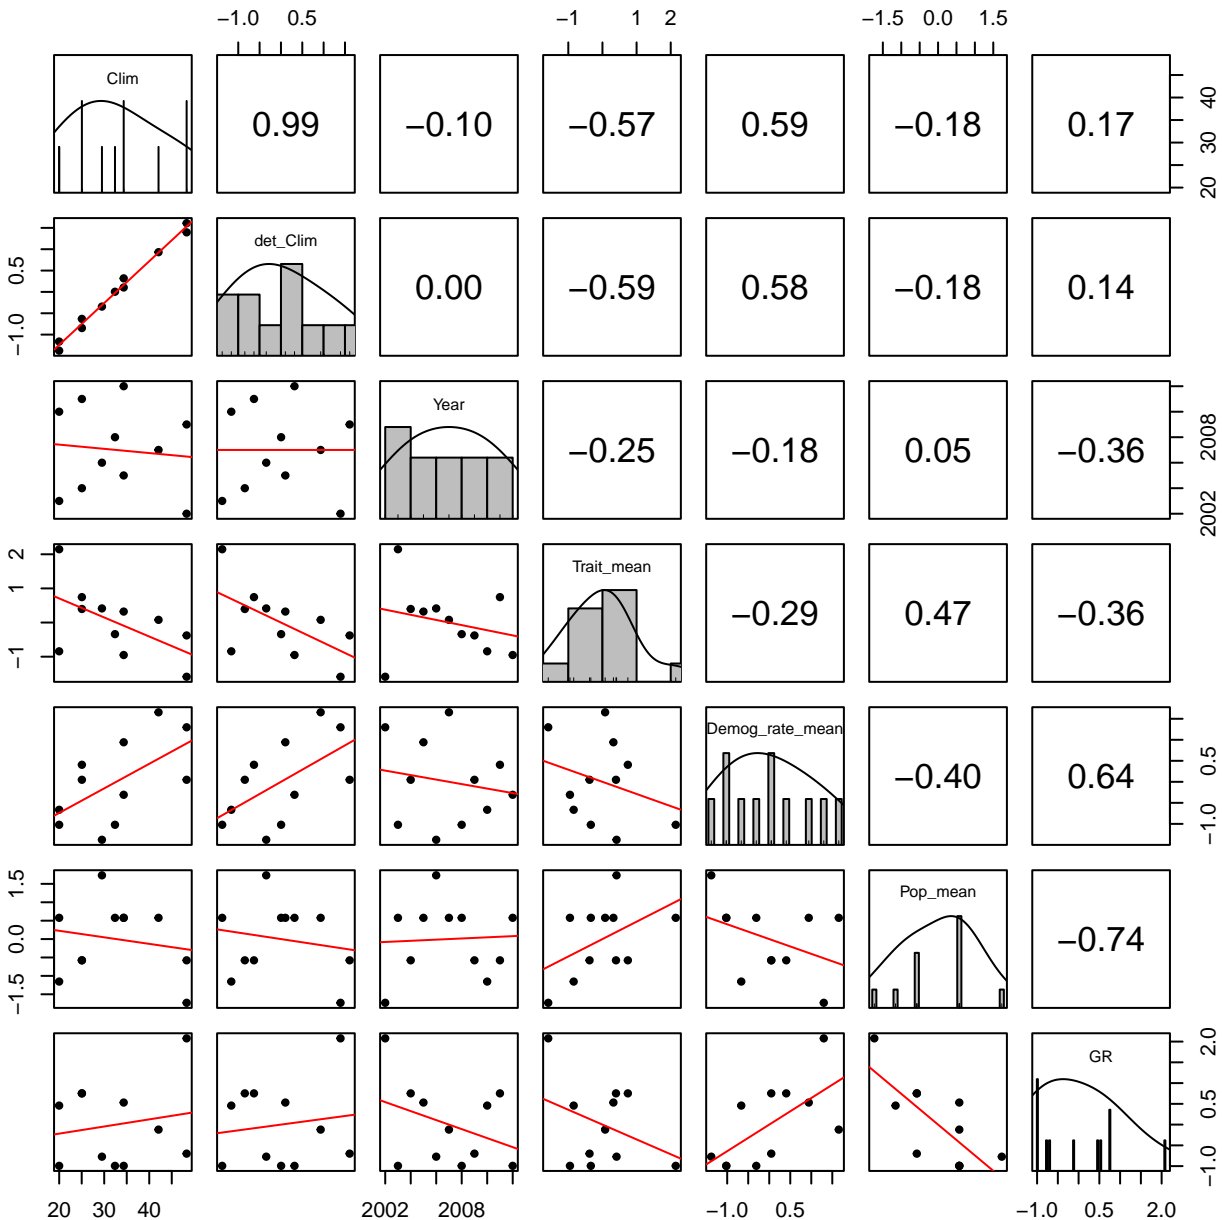 −1.0 0.5 −1 1 2 −1.5 0.0 1.5
Clim 0.99 −0.10 −0.57 0.59 −0.18 0.17 20 30 40
−1.0 0.5 det_Clim 0.00 −0.59 0.58 −0.18 0.14
Year −0.25 −0.18 0.05 −0.36 2002 2008
−1 1 2 Trait_mean −0.29 0.47 −0.36
Demog_rate_mean −0.40 0.64 −1.0 0.5
−1.5 0.0 1.5 Pop_mean −0.74
GR −1.0 0.5 2.0
20 30 40 2002 2008 −1.0 0.5 −1.0 0.5 2.0